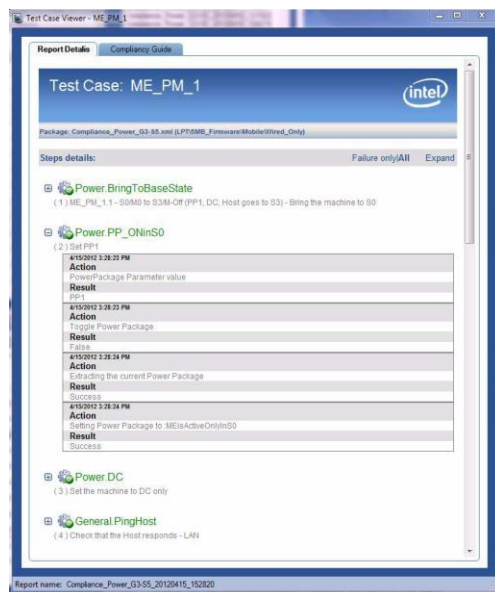 Test Case Viewer - ME_PM_1
Report Details
Compliancy Guide
Test Case: ME_PM_1
intel
Package: Compliance_Power_G3-S5.xml (LPT\5MB_Firmware\Mobile\Wired_Only)
Steps details:
Failure only|All Expand
Power.BringToBaseState
( 1 ) ME_PM_1.1 - S0/M0 to S3/M-Off (PP1, DC, Host goes to S3) - Bring the machine to S0
Power.PP_ONinS0
( 2 ) Set PP1
4/15/2012 3:28:23 PM
Action
PowerPackage Parameter value
Result
PP1
4/15/2012 3:28:23 PM
Action
Toggle Power Package
Result
False
4/15/2012 3:28:24 PM
Action
Extracting the current Power Package
Result
Success
4/15/2012 3:28:24 PM
Action
Setting Power Package to :MEisActiveOnlyInS0
Result
Success
Power.DC
( 3 ) Set the machine to DC only
General.PingHost
( 4 ) Check that the Host responds - LAN
Report name: Compliance_Power_G3-S5_20120415_152820